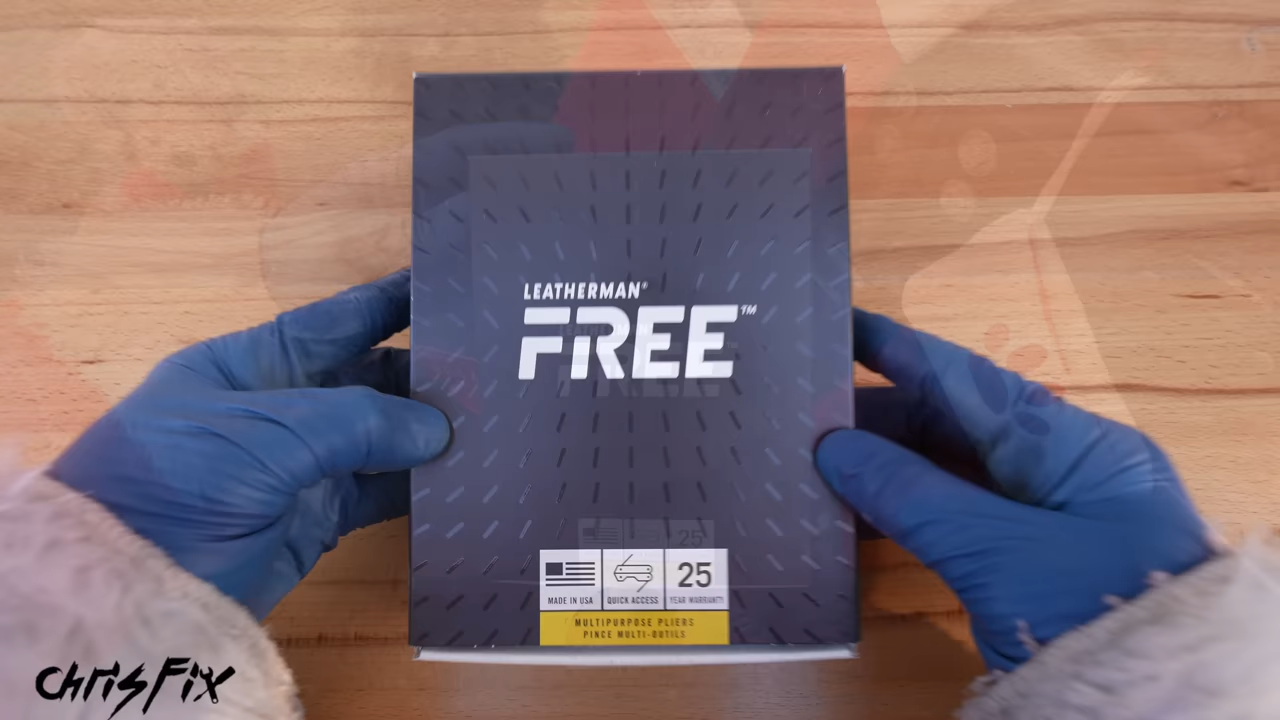 LEATHERMAN®
FREE™
MADE IN USA
QUICK ACCESS
25
YEAR WARRANTY
MULTIPURPOSE PLIERS
PINCE MULTI-OUTILS
ChrisFix